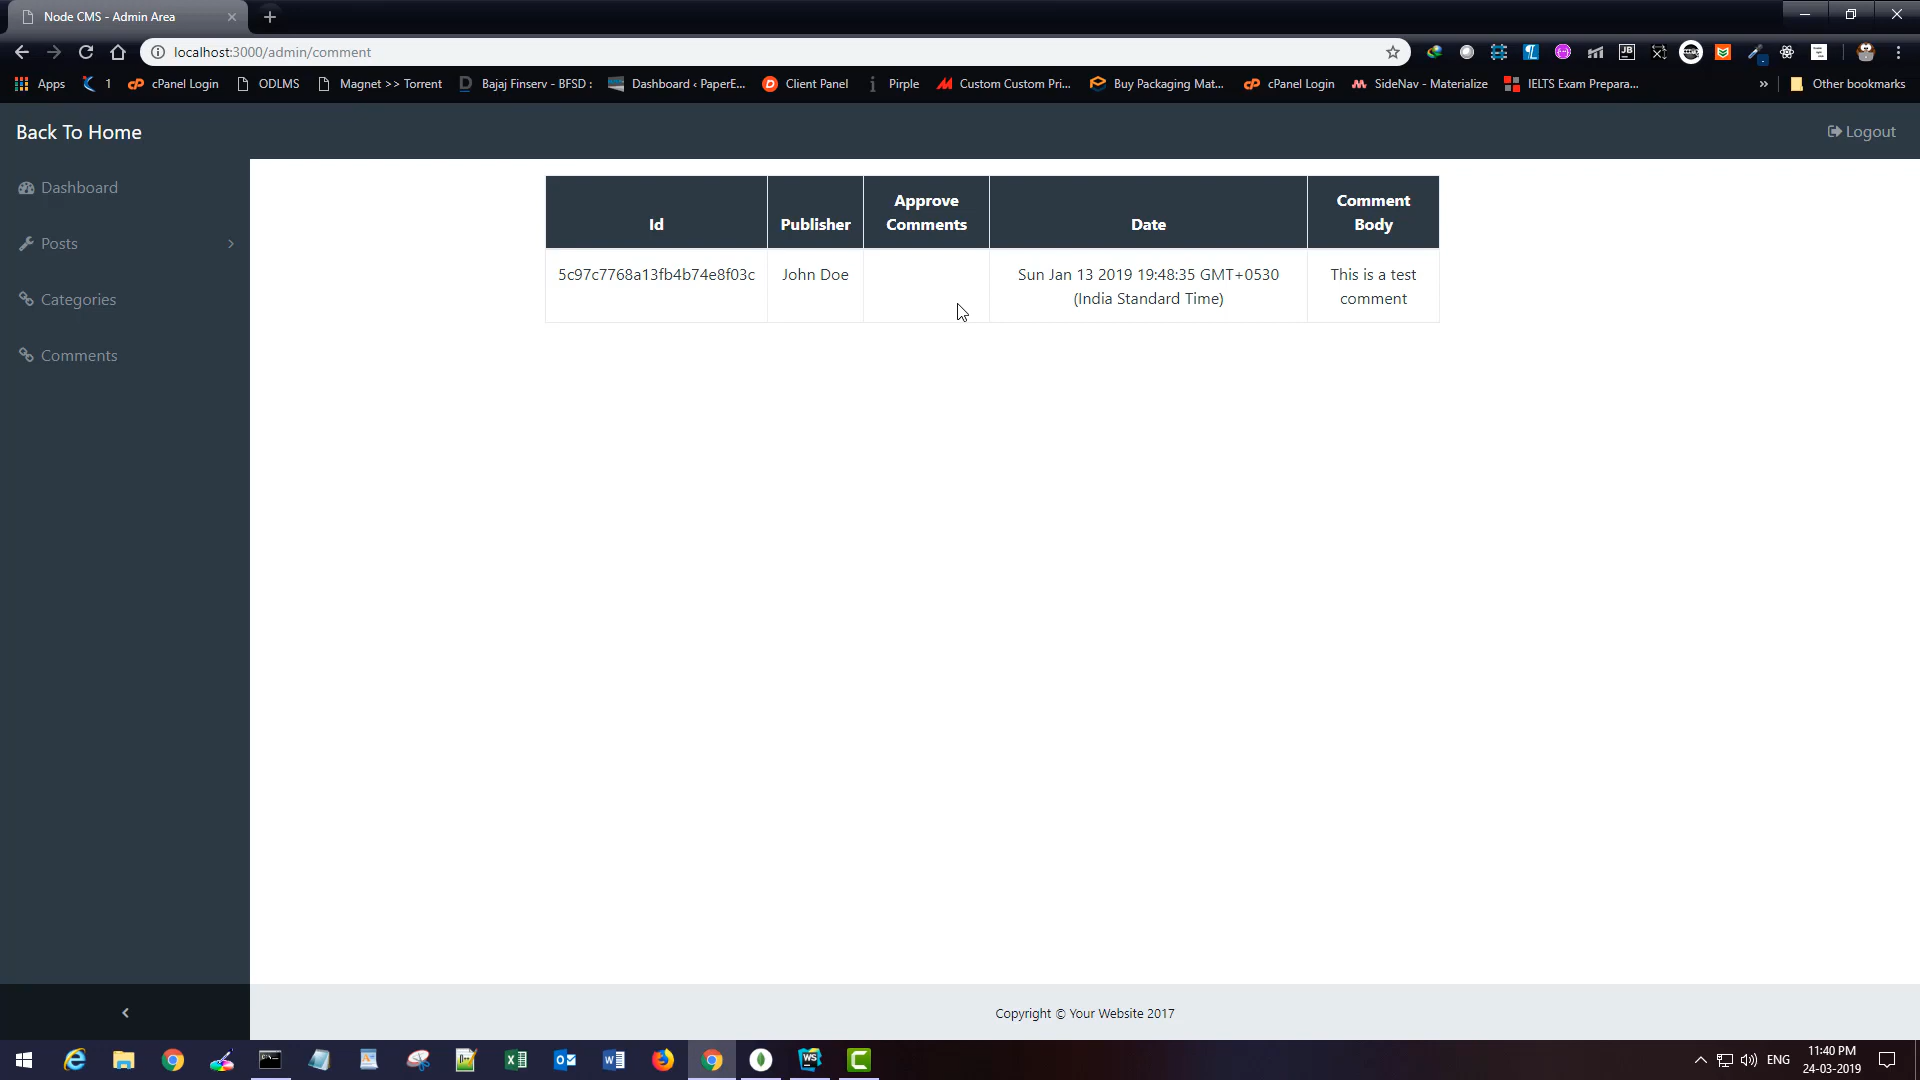 Node CMS - Admin Area
localhost:3000/admin/comment
Apps
1
cPanel Login
ODLMS
Magnet >> Torrent
Bajaj Finserv - BFSD :
Dashboard ‹ PaperE...
Client Panel
Pirple
Custom Custom Pri...
Buy Packaging Mat...
cPanel Login
SideNav - Materialize
IELTS Exam Prepara...
»
Other bookmarks
Back To Home
Logout
Dashboard
Posts
Categories
Comments
Id
Publisher
Approve
Comments
Date
Comment
Body
5c97c7768a13fb4b74e8f03c
John Doe
Sun Jan 13 2019 19:48:35 GMT+0530
(India Standard Time)
This is a test
comment
Copyright © Your Website 2017
ENG
11:40 PM
24-03-2019